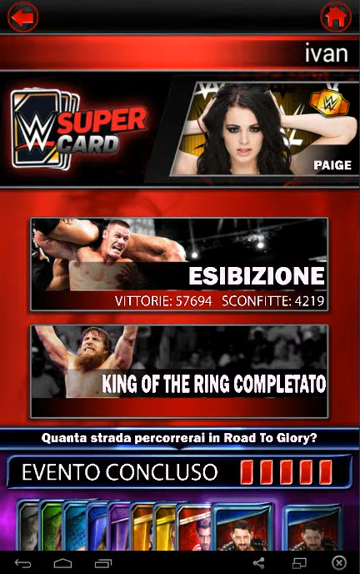 ivan
W SUPER
CARD
PAIGE
ESIBIZIONE
VITTORIE: 57694 SCONFITTE: 4219
KING OF THE RING COMPLETATO
Quanta strada percorrerai in Road To Glory?
EVENTO CONCLUSO